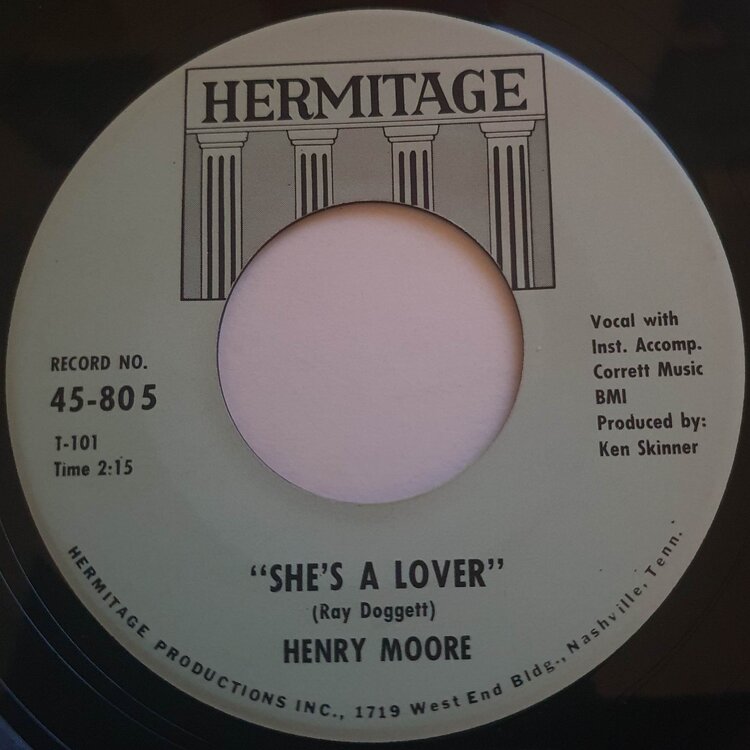 HERMITAGE
RECORD NO.
45-805
T-101
Time 2:15
Vocal with
Inst. Accomp.
Corrett Music
BMI
Produced by:
Ken Skinner
"SHE'S A LOVER"
(Ray Doggett)
HENRY MOORE
HERMITAGE PRODUCTIONS INC., 1719 West End Bldg., Nashville, Tenn.